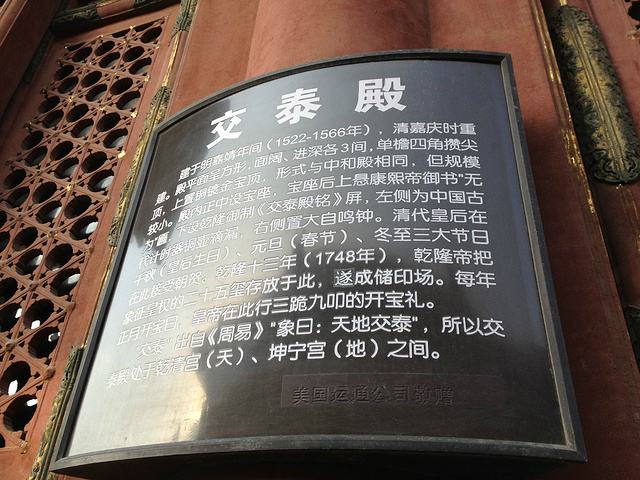 交泰殿
建于明嘉靖年间（1522-1566年），清嘉庆时重
建。殿平面呈方形，面阔、进深各3间，单檐四角攒尖
顶，上置铜镀金宝顶，形式与中和殿相同，但规模
较小。殿内正中设宝座，宝座后上悬康熙帝御书"无
为"匾，下设乾隆御制《交泰殿铭》屏，左侧为中国古
代计时器铜壶滴漏，右侧置大自鸣钟。清代皇后在
千秋（皇后生日）、元旦（春节）、冬至三大节日
在此接受朝贺。乾隆十三年（1748年），乾隆帝把
象征皇权的二十五玺存放于此，遂成储印场。每年
正月开宝日，皇帝在此行三跪九叩的开宝礼。
"交泰"出自《周易》"象曰：天地交泰"，所以交
泰殿处于乾清宫（天）、坤宁宫（地）之间。
美国运通公司敬赠